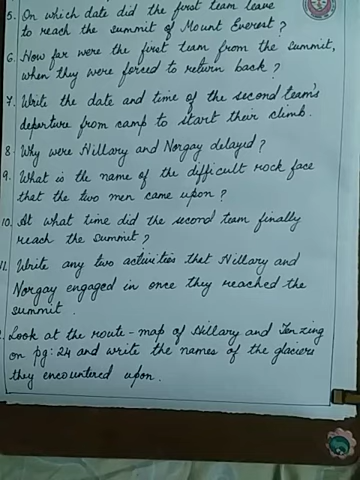 5. On which date did the first team leave
to reach the summit of Mount Everest?
6. How far were the first team from the summit,
when they were forced to return back?
7. Write the date and time of the second team's
departure from camp to start their climb.
8 Why were Hillary and Norgay delayed?
9. What is the name of the difficult rock face
that the two men came upon?
10. At what time did the second team finally
reach the summit?
11. Write any two activities that Hillary and
Norgay engaged in once they reached the
summit.
2. Look at the route-map of Hillary and Tenzing
on pg: 24 and write the names of the glaciers
they encountered upon.